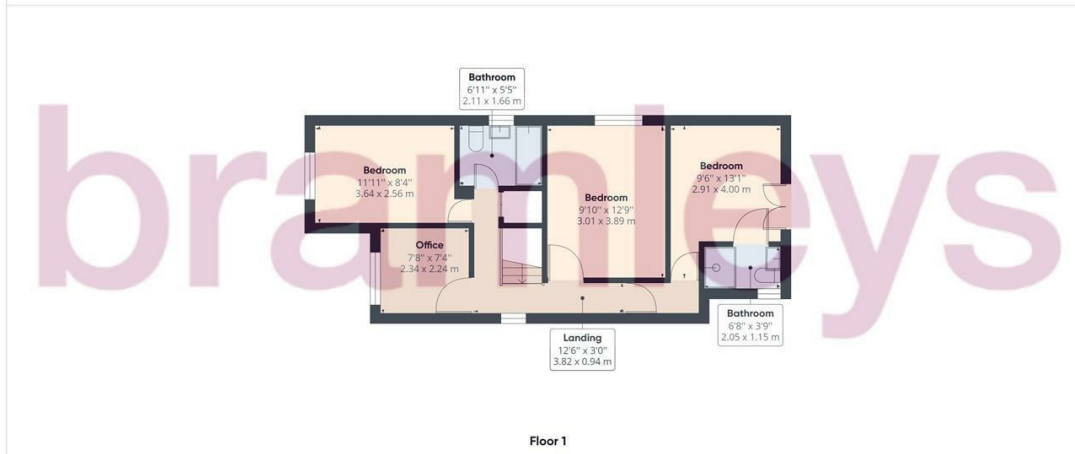 Bathroom
6'11" x 5'5"
2.11 x 1.66 m
Bedroom
11'11" x 8'4"
3.64 x 2.56 m
Bedroom
9'10" x 12'9"
3.01 x 3.89 m
Bedroom
9'6" x 13'1"
2.91 x 4.00 m
Office
7'8" x 7'4"
2.34 x 2.24 m
Landing
12'6" x 3'0"
3.82 x 0.94 m
Bathroom
6'8" x 3'9"
2.05 x 1.15 m
bramleys
Floor 1